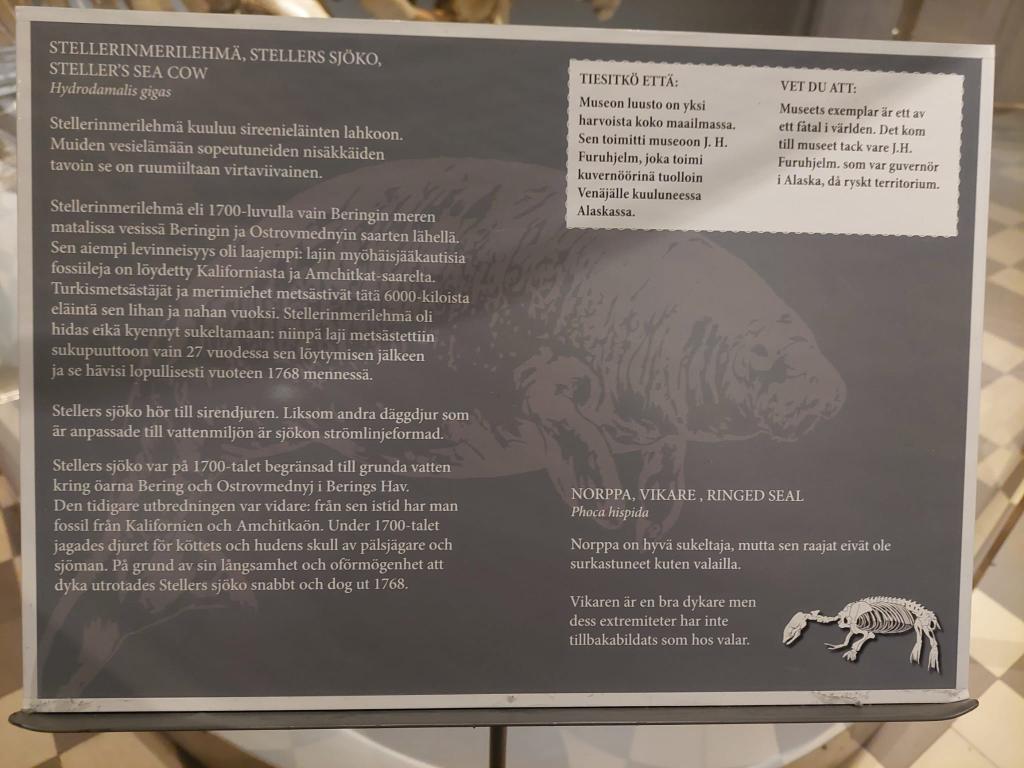 STELLERINMERILEHMÄ, STELLERS SJÖKO,
STELLER'S SEA COW
Hydrodamalis gigas
Stellerinmerilehmä kuuluu sireenieläinten lahkoon.
Muiden vesielämään sopeutuneiden nisäkkäiden
tavoin se on ruumiiltaan virtaviivainen.
Stellerinmerilehmä eli 1700-luvulla vain Beringin meren
matalissa vesissä Beringin ja Ostrovmednyin saarten lähellä.
Sen aiempi levinneisyys oli laajempi: lajin myöhäisjääkautisia
fossiileja on löydetty Kaliforniasta ja Amchitkat-saarelta.
Turkismetsästäjät ja merimiehet metsästivät tätä 6000-kiloista
eläintä sen lihan ja nahan vuoksi. Stellerinmerilehmä oli
hidas eikä kyennyt sukeltamaan: niinpä laji metsästettiin
sukupuuttoon vain 27 vuodessa sen löytymisen jälkeen
ja se hävisi lopullisesti vuoteen 1768 mennessä.
Stellers sjöko hör till sirendjuren. Liksom andra däggdjur som
är anpassade till vattenmiljön är sjökon strömlinjeformad.
Stellers sjöko var på 1700-talet begränsad till grunda vatten
kring öarna Bering och Ostrovmednyj i Berings Hav.
Den tidigare utbredningen var vidare: från sen istid har man
fossil från Kalifornien och Amchitkaön. Under 1700-talet
jagades djuret för köttets och hudens skull av pälsjägare och
sjöman. På grund av sin långsamhet och oförmögenhet att
dyka utrotades Stellers sjöko snabbt och dog ut 1768.
TIESITKÖ ETTÄ:
Museon luusto on yksi
harvoista koko maailmassa.
Sen toimitti museoon J. H.
Furuhjelm, joka toimi
kuvernöörinä tuolloin
Venäjälle kuuluneessa
Alaskassa.
VET DU ATT:
Museets exemplar är ett av
ett fåtal i världen. Det kom
till museet tack vare J.H.
Furuhjelm. som var guvernör
i Alaska, då ryskt territorium.
NORPPA, VIKARE , RINGED SEAL
Phoca hispida
Norppa on hyvä sukeltaja, mutta sen raajat eivät ole
surkastuneet kuten valailla.
Vikaren är en bra dykare men
dess extremiteter har inte
tillbakabildats som hos valar.